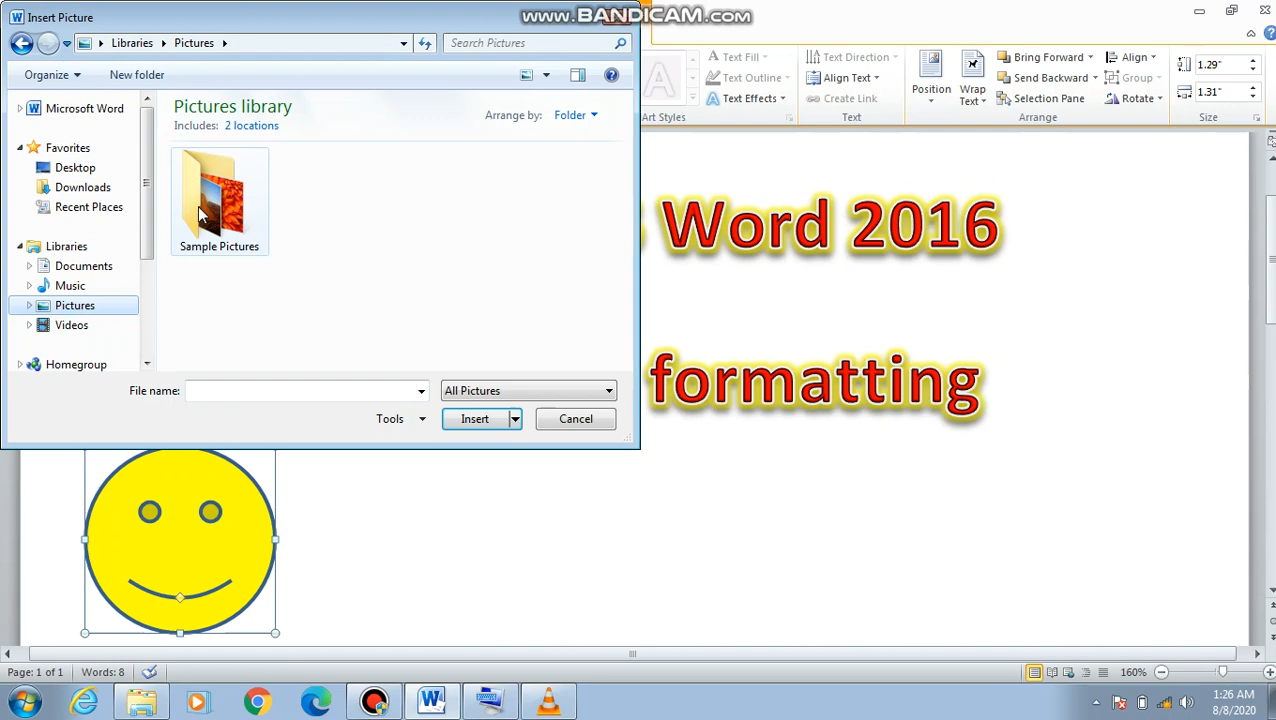 Insert Picture
www.BANDICAM.com
Libraries Pictures
Search Pictures
Organize New folder
Microsoft Word
Favorites
Desktop
Downloads
Recent Places
Libraries
Documents
Music
Pictures
Videos
Homegroup
Pictures library
Includes: 2 locations
Arrange by: Folder
Sample Pictures
File name:
All Pictures
Tools Insert Cancel
Text Fill
Text Outline
Text Effects
Art Styles
Text Direction
Align Text
Create Link
Text
Position
Wrap
Text
Bring Forward
Send Backward
Selection Pane
Align
Group
Rotate
Arrange
1.29"
1.31"
Size
Word 2016
formatting
Page: 1 of 1 Words: 8
160%
1:26 AM
8/8/2020